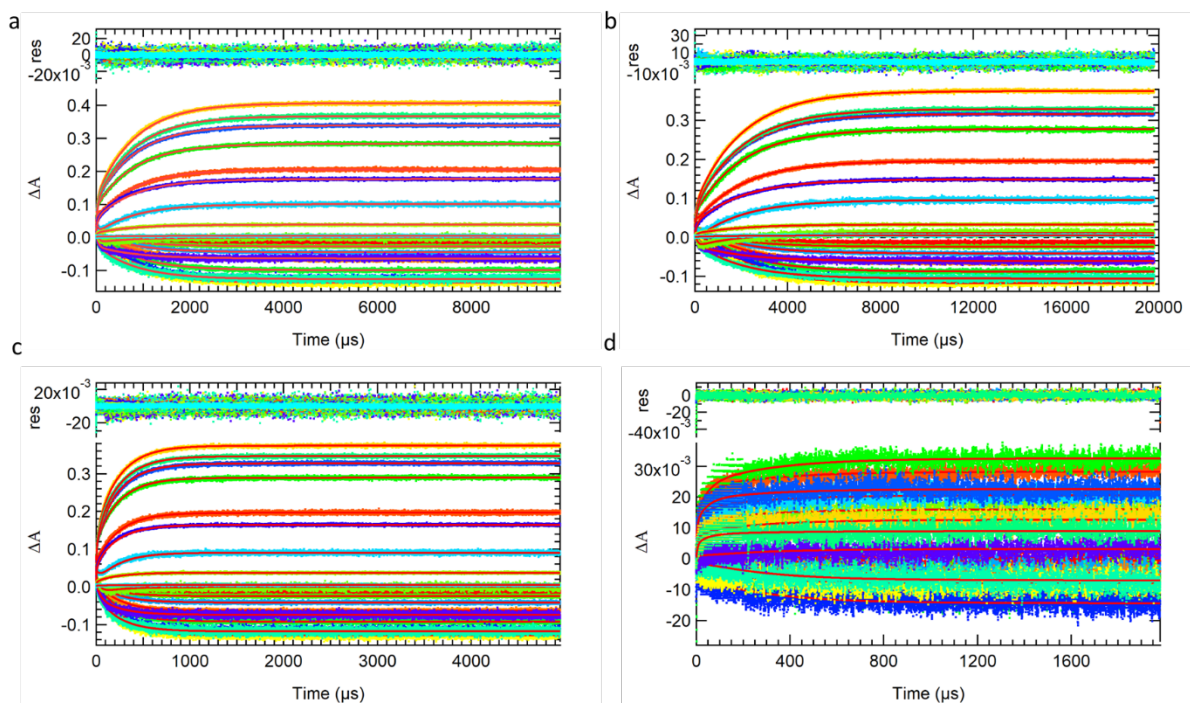 a
res
20
0
-20x10⁻³
ΔA
0.4
0.3
0.2
0.1
0.0
-0.1
0 2000 4000 6000 8000
Time (µs)
b
res
30
10
-10x10⁻³
ΔA
0.3
0.2
0.1
0.0
-0.1
0 4000 8000 12000 16000 20000
Time (µs)
c
res
20x10⁻³
-20
ΔA
0.3
0.2
0.1
0.0
-0.1
0 1000 2000 3000 4000
Time (µs)
d
res
0
-20
-40x10⁻³
ΔA
30x10⁻³
20
10
0
-10
-20
0 400 800 1200 1600
Time (µs)